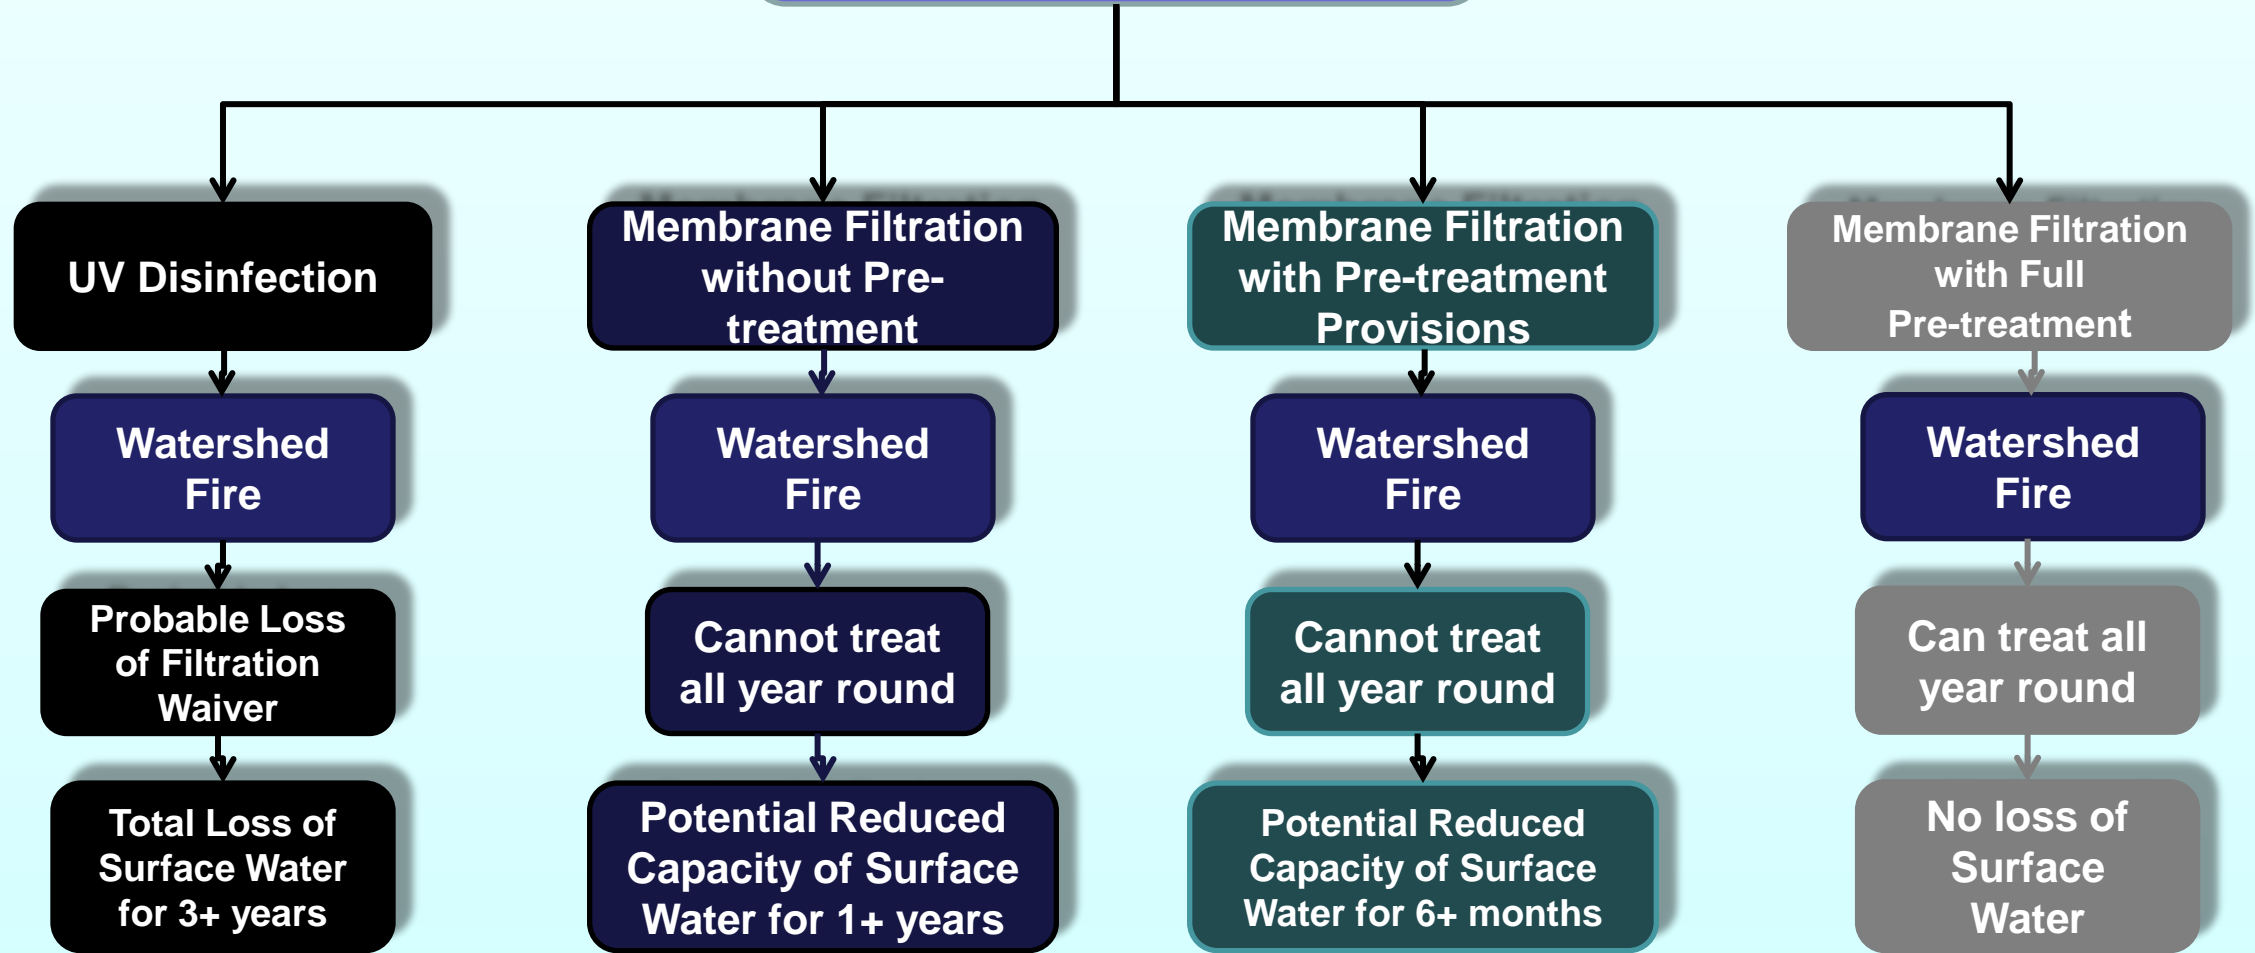 UV Disinfection
Membrane Filtration
without Pre-
treatment
Membrane Filtration
with Pre-treatment
Provisions
Membrane Filtration
with Full
Pre-treatment
Watershed
Fire
Watershed
Fire
Watershed
Fire
Watershed
Fire
Probable Loss
of Filtration
Waiver
Cannot treat
all year round
Cannot treat
all year round
Can treat all
year round
Total Loss of
Surface Water
for 3+ years
Potential Reduced
Capacity of Surface
Water for 1+ years
Potential Reduced
Capacity of Surface
Water for 6+ months
No loss of
Surface
Water